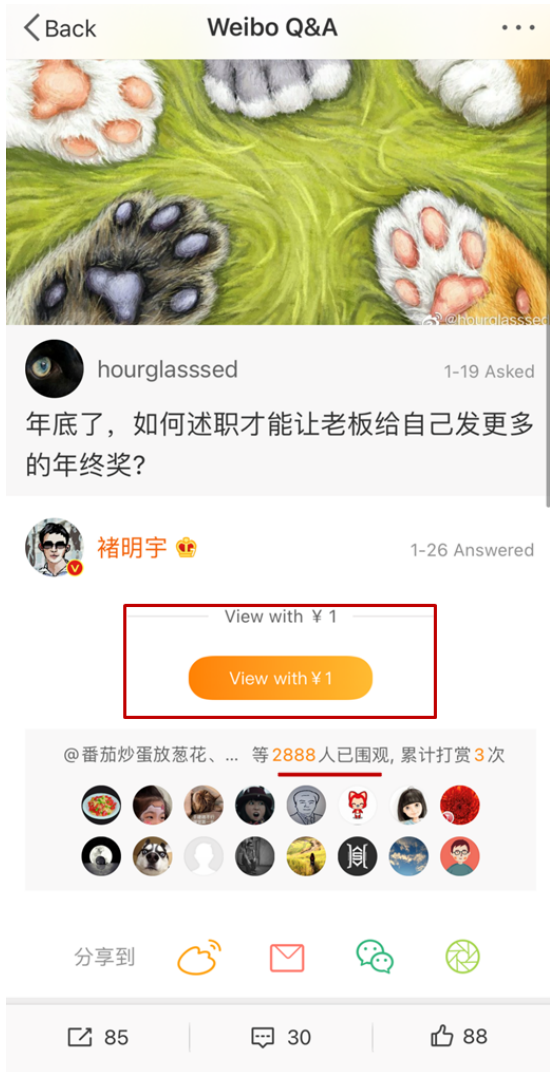 Back
Weibo Q&A
@hourglasssed
hourglasssed
1-19 Asked
年底了，如何述职才能让老板给自己发更多
的年终奖?
褚明宇
1-26 Answered
View with ￥ 1
View with ￥ 1
@番茄炒蛋放葱花、... 等2888人已围观, 累计打赏3次
分享到
85
30
88